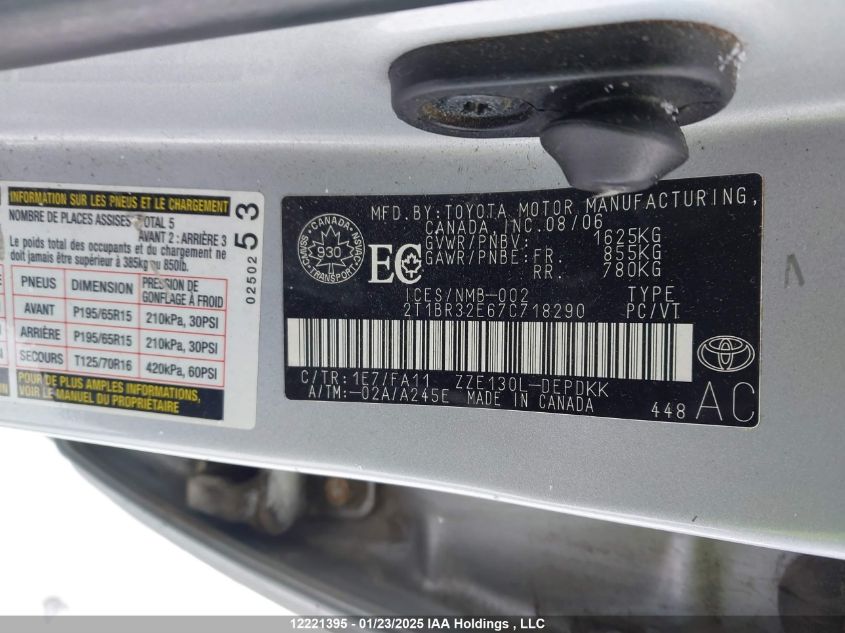 INFORMATION SUR LES PNEUS ET LE CHARGEMENT
NOMBRE DE PLACES ASSISES TOTAL 5
AVANT 2 : ARRIÈRE 3
Le poids total des occupants et du chargement ne
doit jamais être supérieur à 385kg ou 850lb.
PNEUS DIMENSION PRESSION DE GONFLAGE À FROID
AVANT P195/65R15 210kPa, 30PSI
ARRIÈRE P195/65R15 210kPa, 30PSI
SECOURS T125/70R16 420kPa, 60PSI
POUR DE PLUS AMPLES INFORMATIONS, VOIR
LE MANUEL DU PROPRIÉTAIRE
0250253
MFD.BY:TOYOTA MOTOR MANUFACTURING,
CANADA INC.08/06
GVWR/PNBV: 1625KG
GAWR/PNBE:FR. 855KG
RR. 780KG
CANADA
930
TRANSPORT
EC
ICES/NMB-002 TYPE
2T1BR32E67C718290 PC/VT
C/TR:1E7/FA11 ZZE130L-DEPDKK
A/TM:-02A/A245E MADE IN CANADA
448 AC
12221395 - 01/23/2025 IAA Holdings, LLC